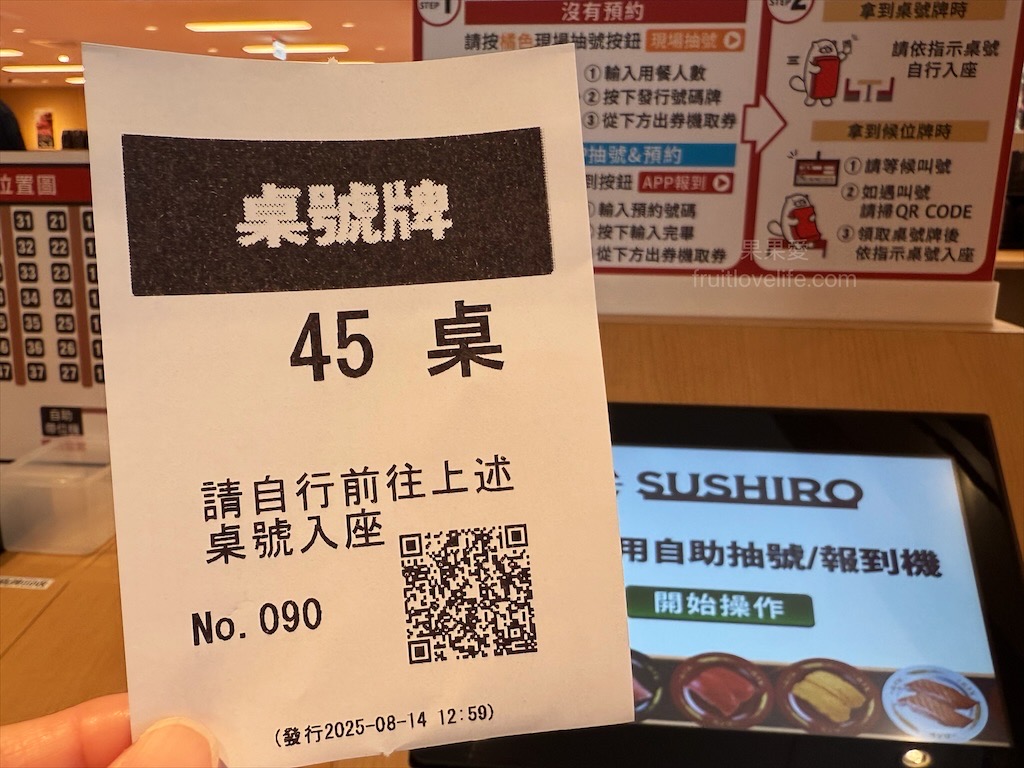 桌號牌
45 桌
請自行前往上述
桌號入座
No. 090
(發行2025-08-14 12:59)
STEP 1
沒有預約
請按橘色現場抽號按鈕 現場抽號
① 輸入用餐人數
② 按下發行號碼牌
③ 從下方出券機取券
抽號&預約
到按鈕 APP報到
輸入預約號碼
按下輸入完畢
從下方出券機取券
STEP 2
拿到桌號牌時
請依指示桌號
自行入座
拿到候位牌時
① 請等候叫號
② 如遇叫號
請掃QR CODE
③ 領取桌號牌後
依指示桌號入座
果果愛
fruitlovelife.com
位置圖
31 21
32 22
33 23
34 24
35 25
36 26
37 27
自助
SUSHIRO
用自助抽號/報到機
開始操作